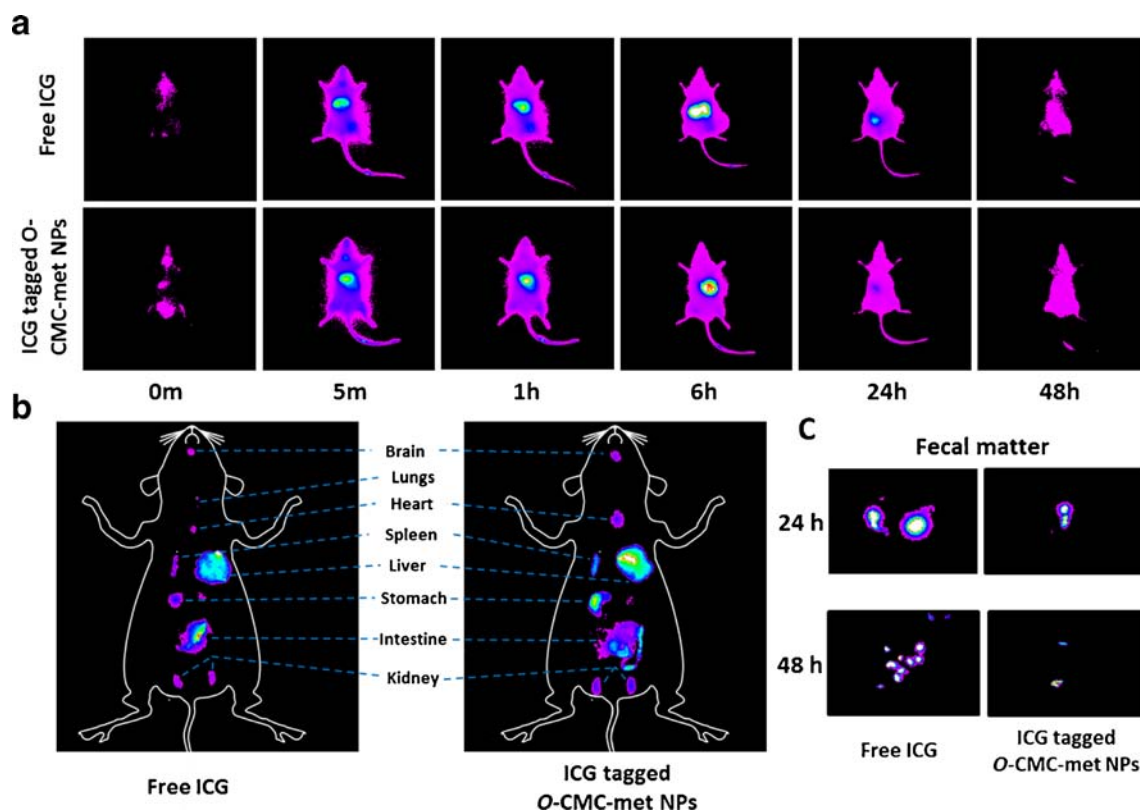 a
Free ICG
ICG tagged O-
CMC-met NPs
0m
5m
1h
6h
24h
48h
b
Brain
Lungs
Heart
Spleen
Liver
Stomach
Intestine
Kidney
Free ICG
ICG tagged
O-CMC-met NPs
C
Fecal matter
24 h
48 h
Free ICG
ICG tagged
O-CMC-met NPs